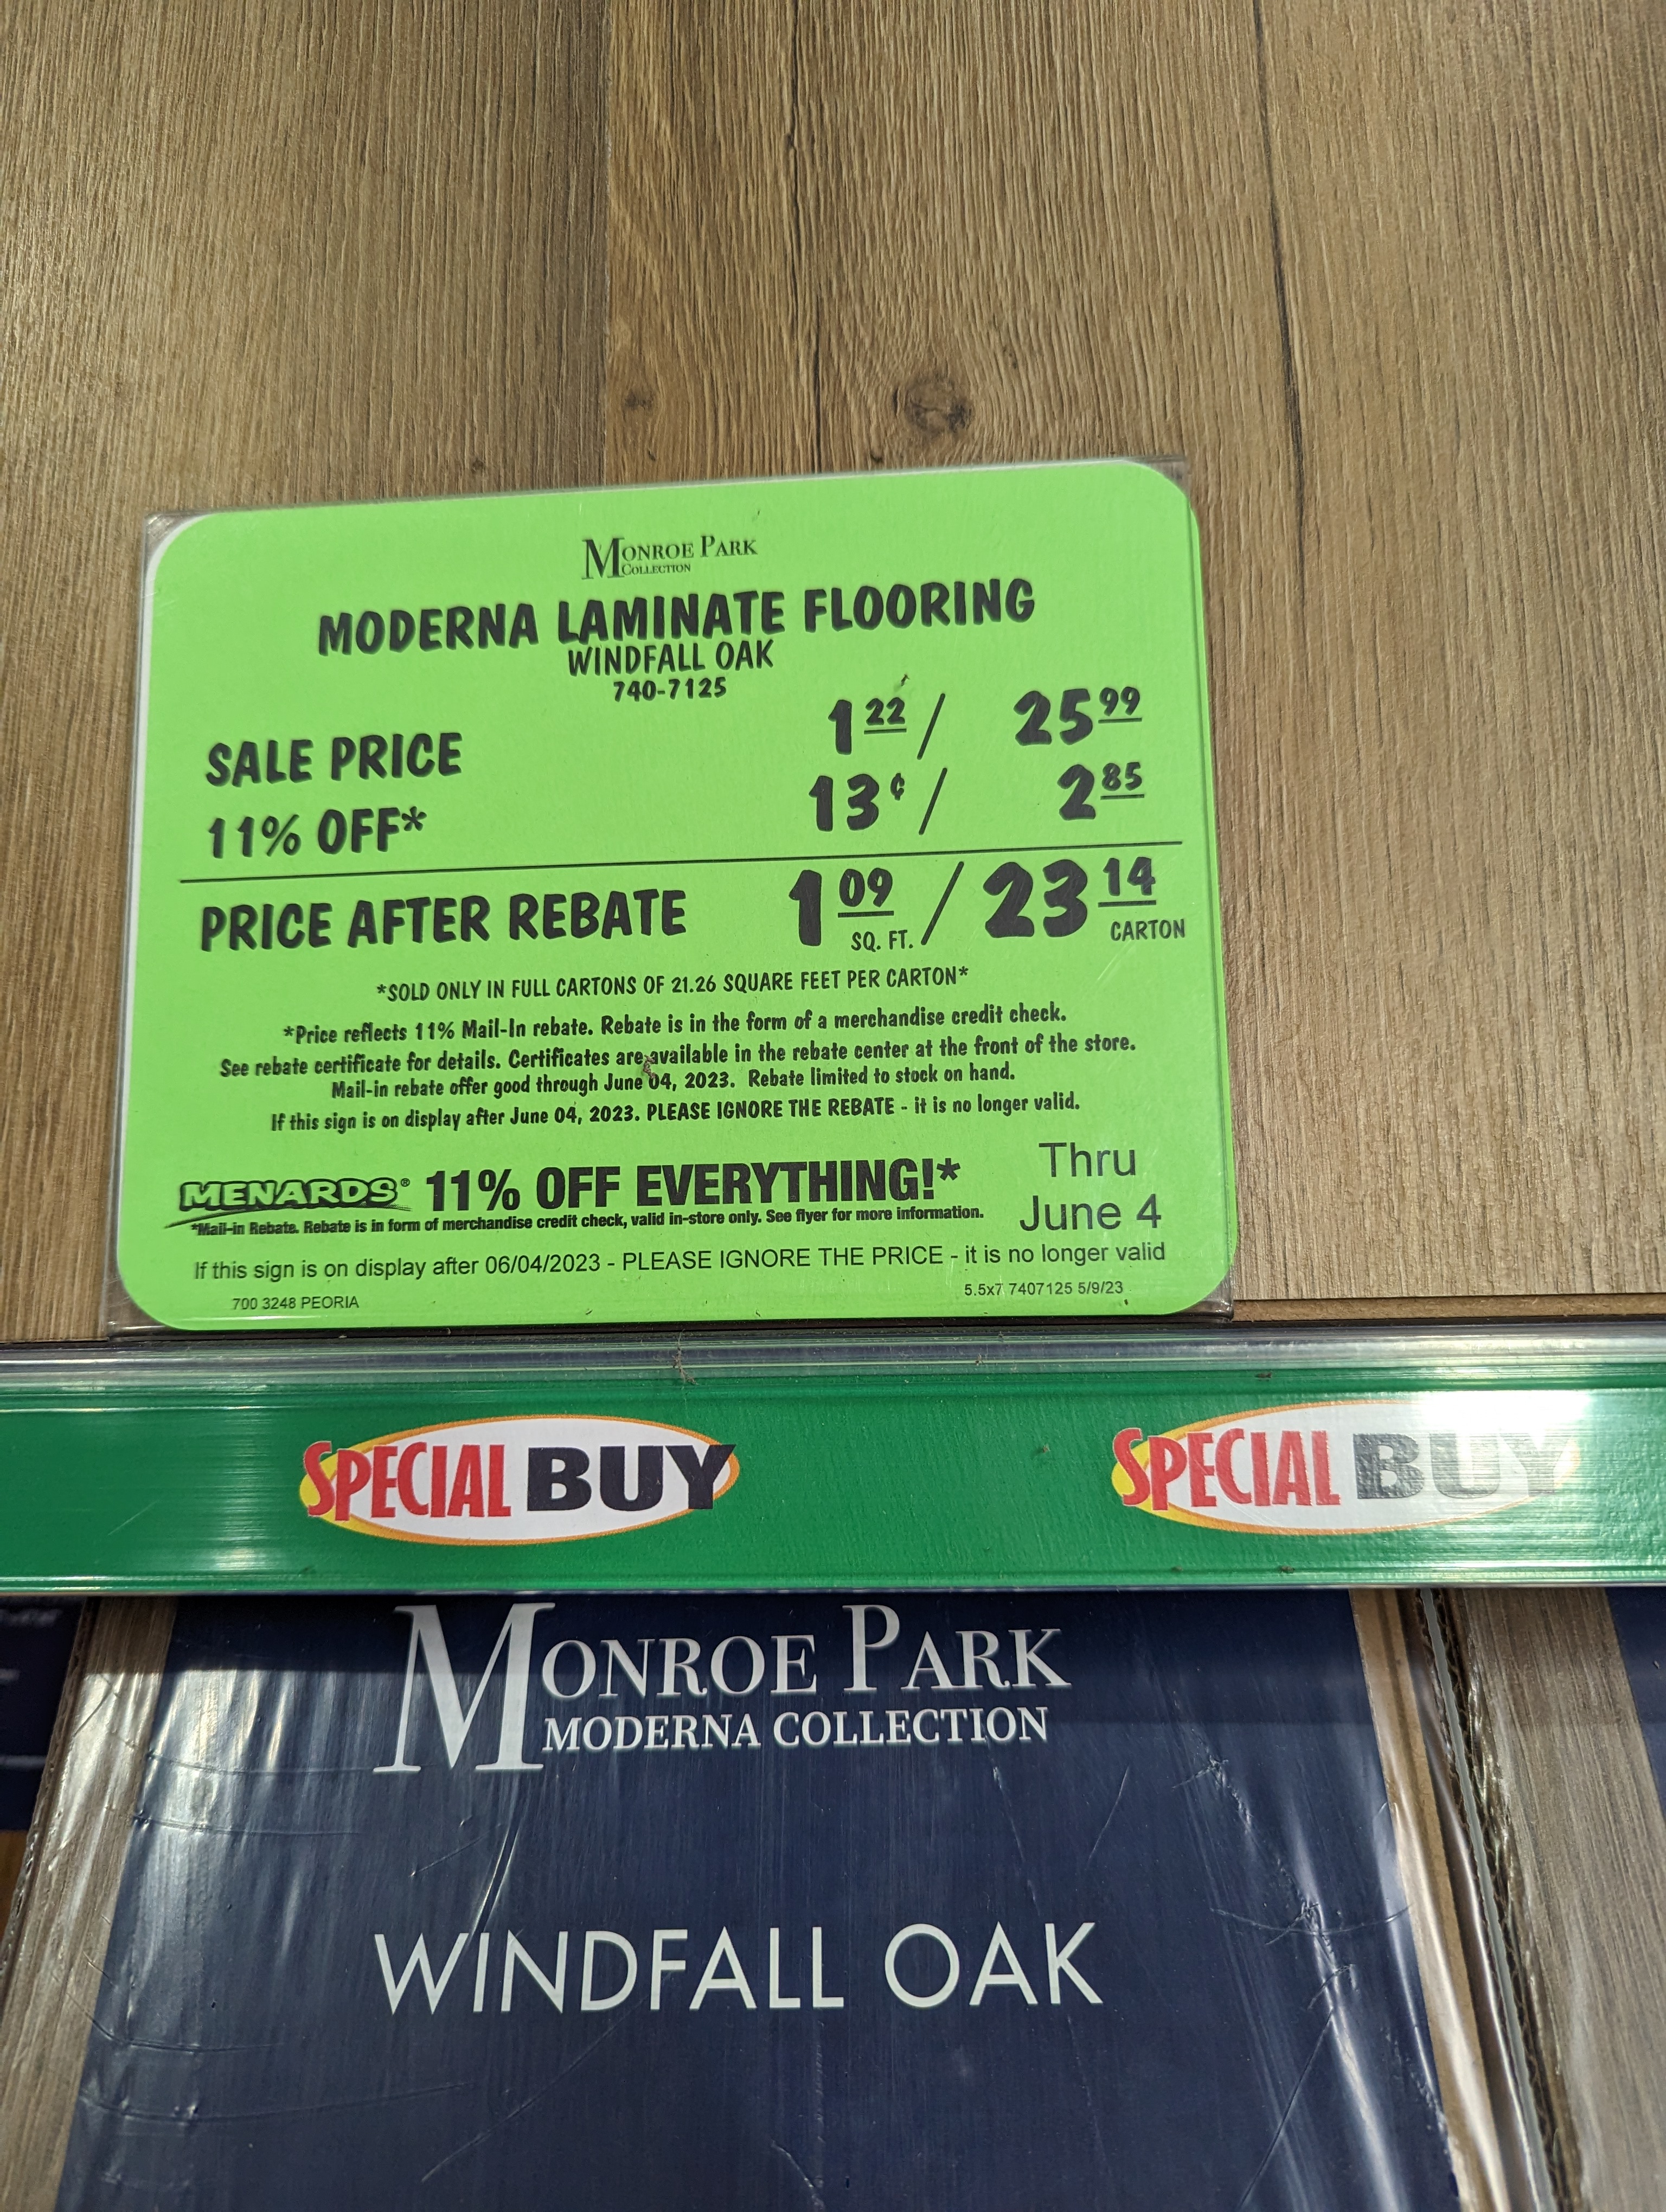 MONROE PARK
COLLECTION
MODERNA LAMINATE FLOORING
WINDFALL OAK
740-7125
SALE PRICE 1 22 / 25 99
11% OFF* 13¢ / 2 85
PRICE AFTER REBATE 1 09 SQ. FT. / 23 14 CARTON
*SOLD ONLY IN FULL CARTONS OF 21.26 SQUARE FEET PER CARTON*
*Price reflects 11% Mail-In rebate. Rebate is in the form of a merchandise credit check.
See rebate certificate for details. Certificates are available in the rebate center at the front of the store.
Mail-in rebate offer good through June 04, 2023. Rebate limited to stock on hand.
If this sign is on display after June 04, 2023. PLEASE IGNORE THE REBATE - it is no longer valid.
MENARDS® 11% OFF EVERYTHING!* Thru
*Mail-in Rebate. Rebate is in form of merchandise credit check, valid in-store only. See flyer for more information. June 4
If this sign is on display after 06/04/2023 - PLEASE IGNORE THE PRICE - it is no longer valid
700 3248 PEORIA 5.5x7 7407125 5/9/23
SPECIAL BUY SPECIAL BUY
MONROE PARK
MODERNA COLLECTION
WINDFALL OAK